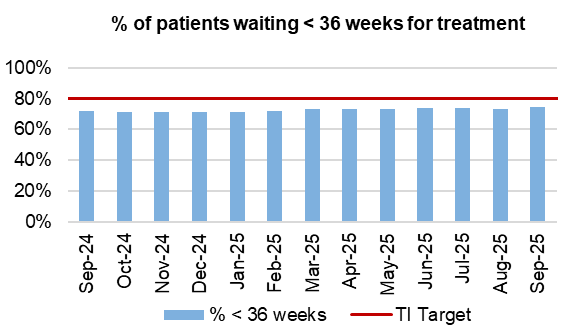 % of patients waiting < 36 weeks for treatment
100%
80%
60%
40%
20%
0%
Sep-24
Oct-24
Nov-24
Dec-24
Jan-25
Feb-25
Mar-25
Apr-25
May-25
Jun-25
Jul-25
Aug-25
Sep-25
% < 36 weeks
TI Target